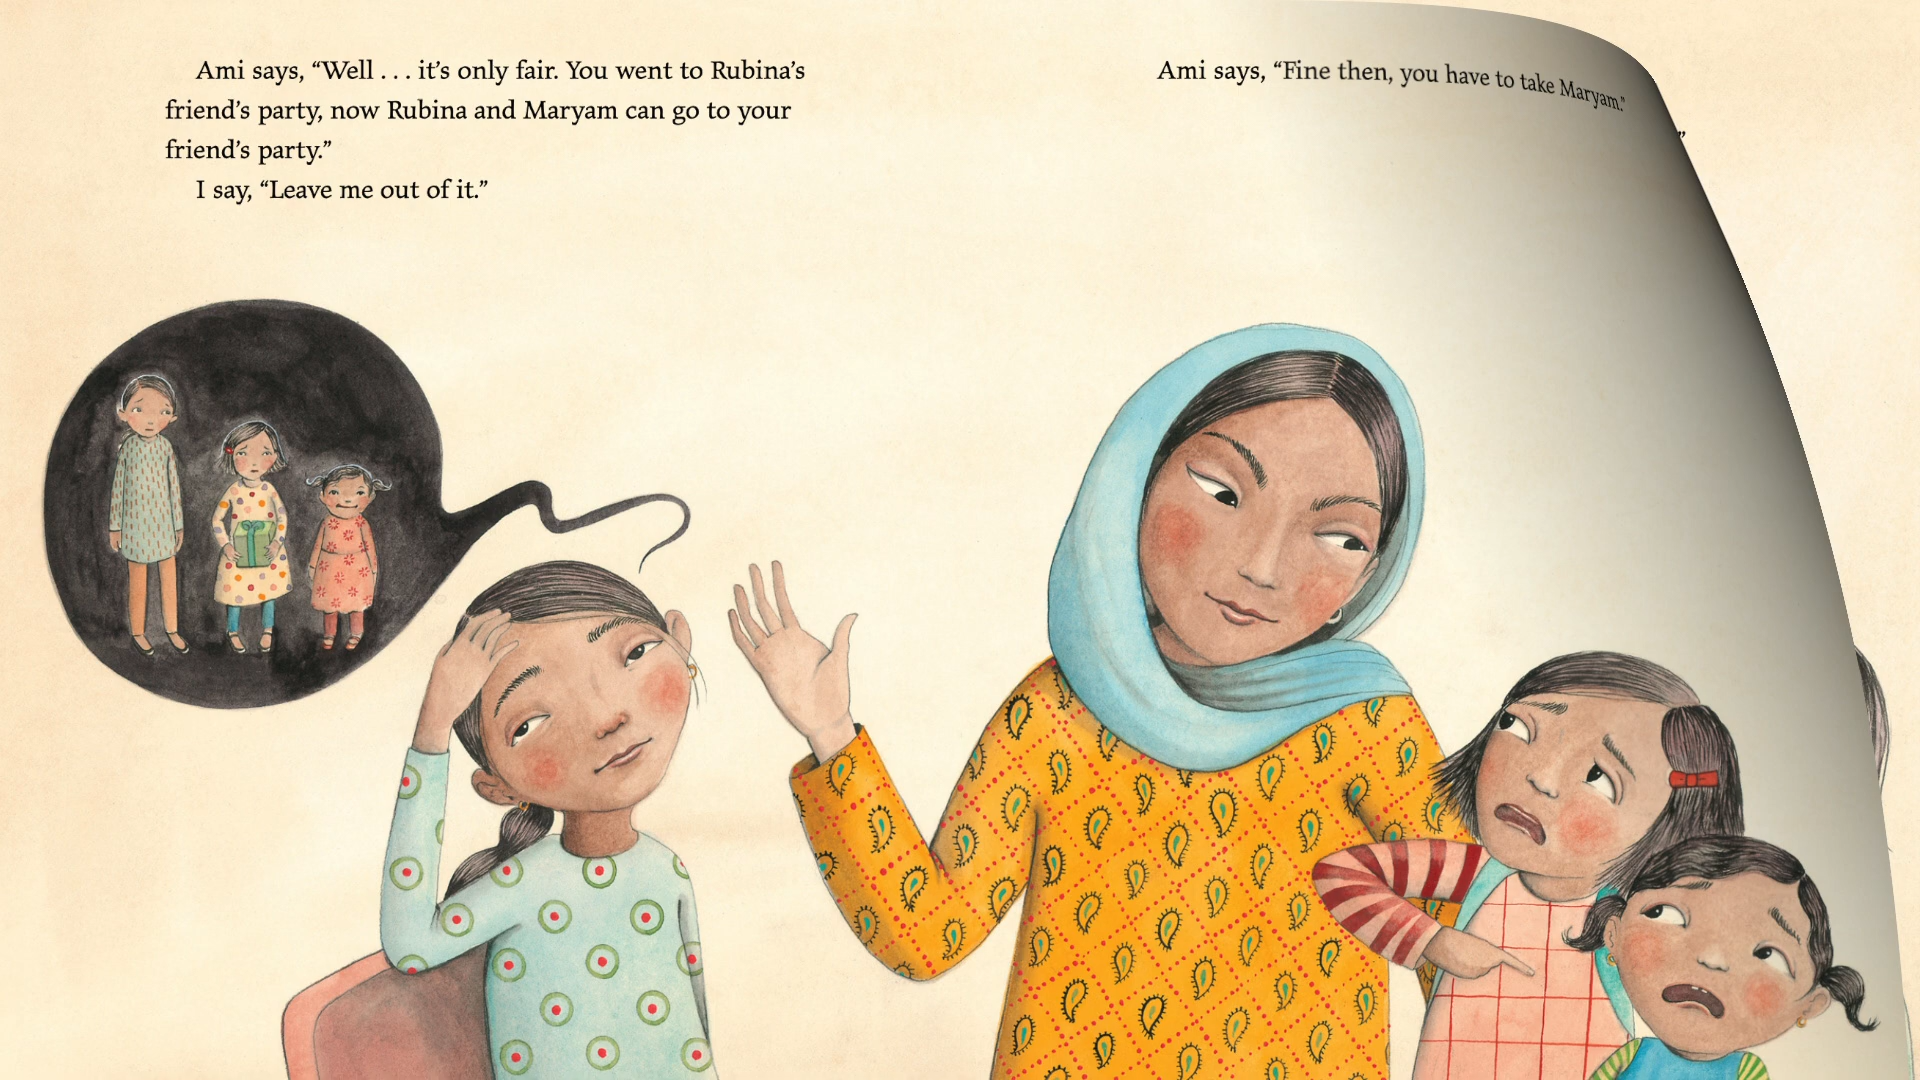 Ami says, “Well . . . it’s only fair. You went to Rubina’s
friend’s party, now Rubina and Maryam can go to your
friend’s party.”
I say, “Leave me out of it.”
Ami says, “Fine then, you have to take Maryam.”
”